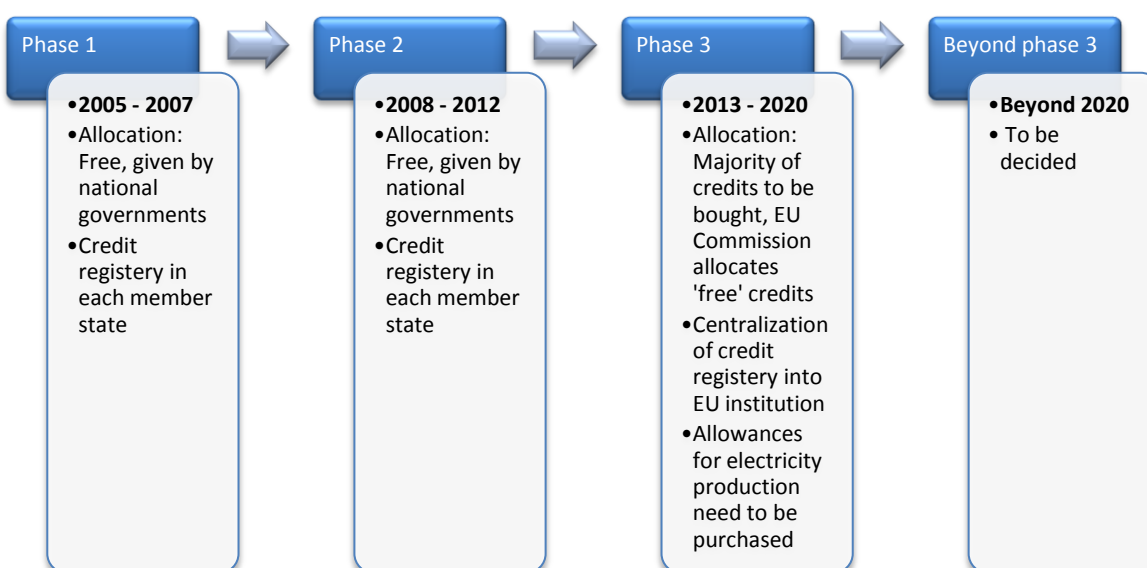 Phase 1
•2005 - 2007
•Allocation:
Free, given by
national
governments
•Credit
registery in
each member
state
Phase 2
•2008 - 2012
•Allocation:
Free, given by
national
governments
•Credit
registery in
each member
state
Phase 3
•2013 - 2020
•Allocation:
Majority of
credits to be
bought, EU
Commission
allocates
'free' credits
•Centralization
of credit
registery into
EU institution
•Allowances
for electricity
production
need to be
purchased
Beyond phase 3
•Beyond 2020
• To be
decided